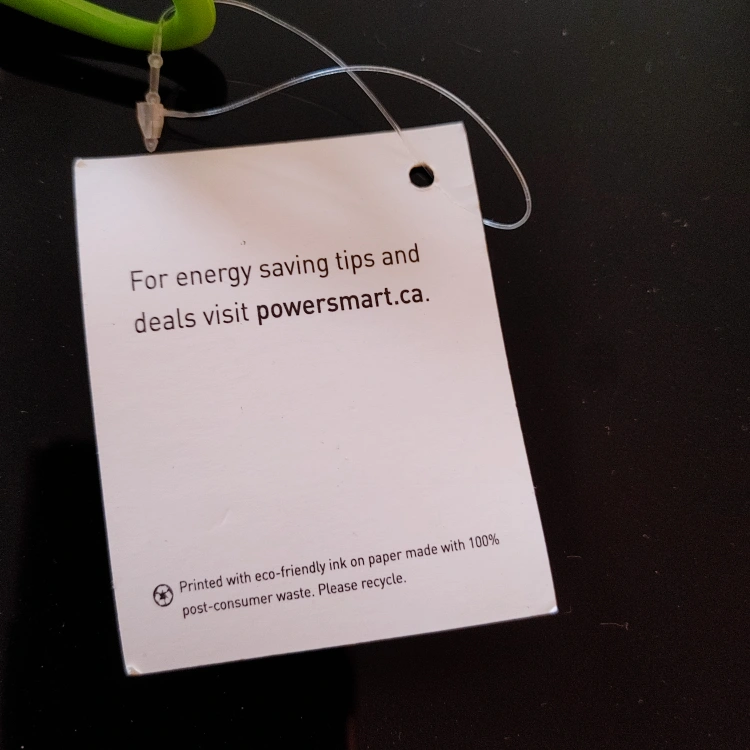 For energy saving tips and
deals visit powersmart.ca.
Printed with eco-friendly ink on paper made with 100%
post-consumer waste. Please recycle.